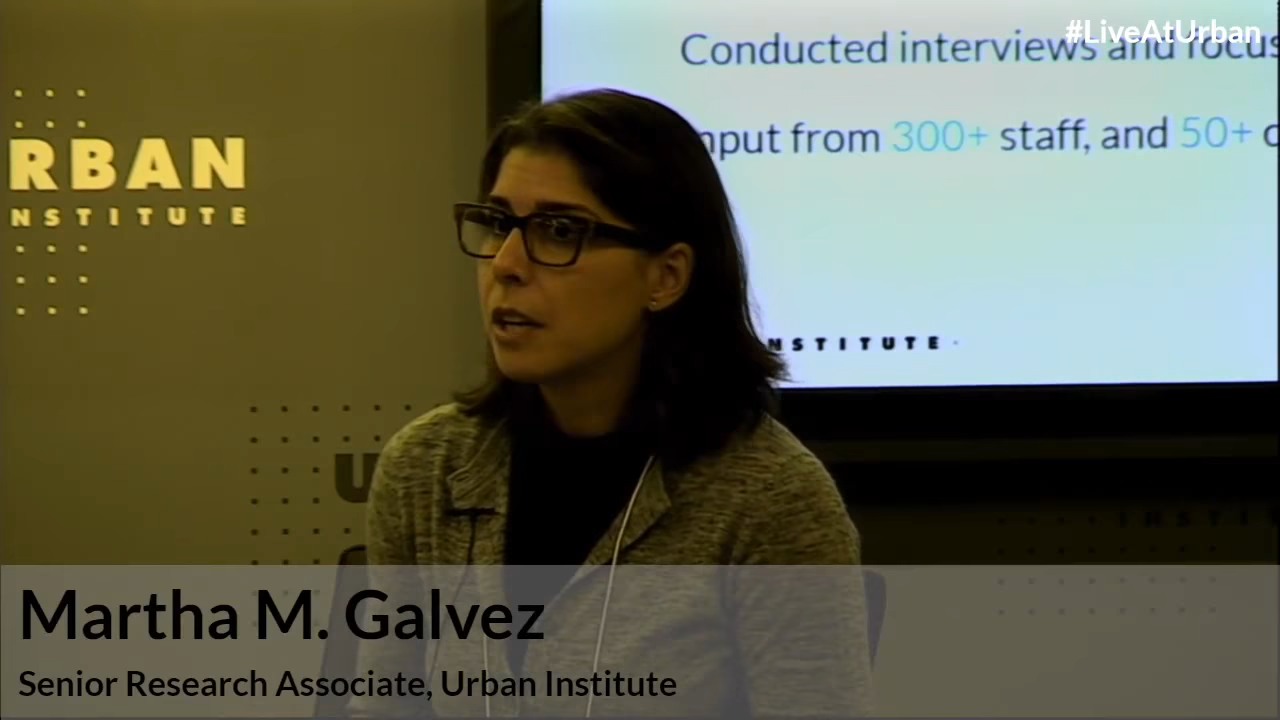 #LiveAtUrban
Conducted interviews and focus
nput from 300+ staff, and 50+
RBAN
NSTITUTE
NSTITUTE
U
INSTI
Martha M. Galvez
Senior Research Associate, Urban Institute